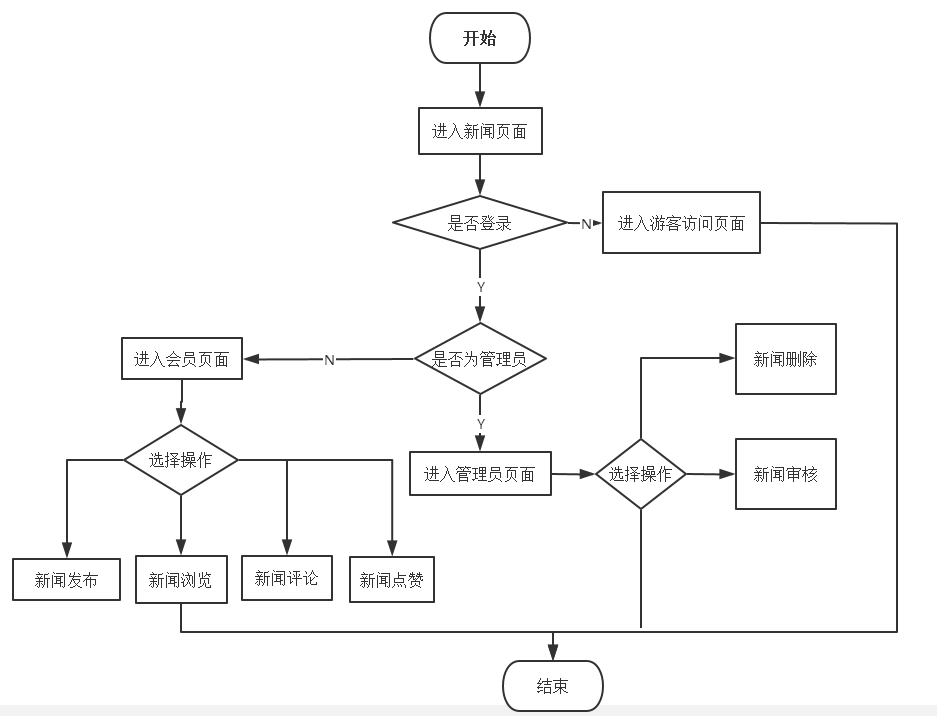 开始
进入新闻页面
是否登录
N
进入游客访问页面
Y
是否为管理员
N
进入会员页面
新闻删除
Y
选择操作
进入管理员页面
选择操作
新闻审核
新闻发布
新闻浏览
新闻评论
新闻点赞
结束